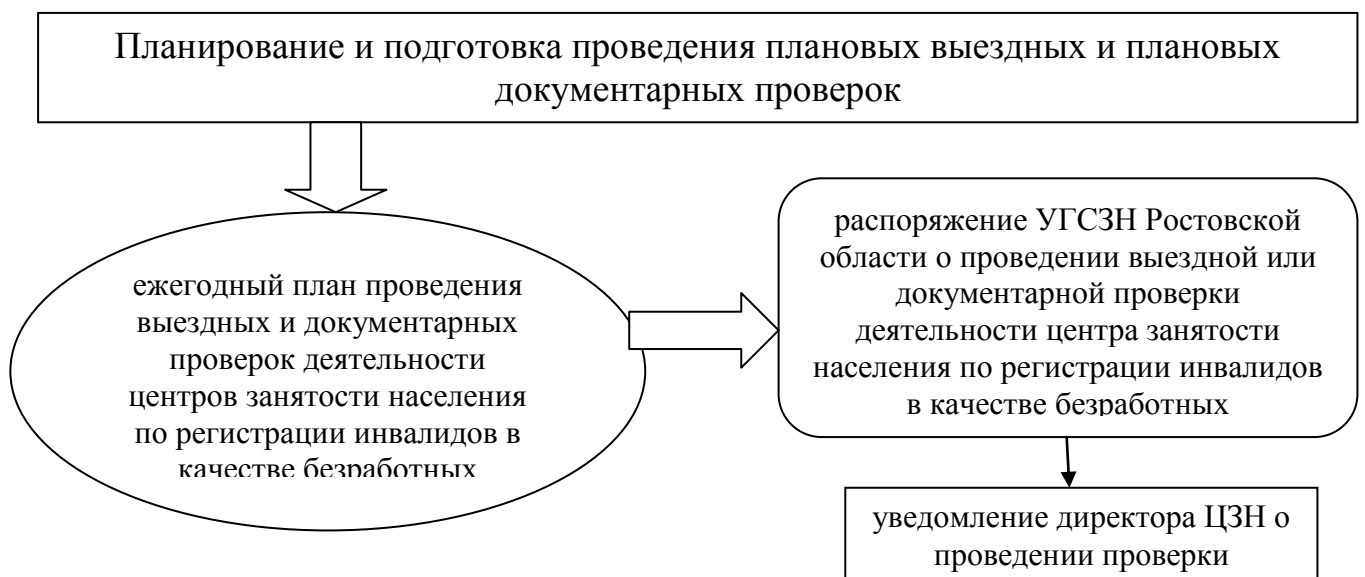 Планирование и подготовка проведения плановых выездных и плановых
документарных проверок
ежегодный план проведения
выездных и документарных
проверок деятельности
центров занятости населения
по регистрации инвалидов в
качестве безработных
распоряжение УГСЗН Ростовской
области о проведении выездной или
документарной проверки
деятельности центра занятости
населения по регистрации инвалидов
в качестве безработных
уведомление директора ЦЗН о
проведении проверки